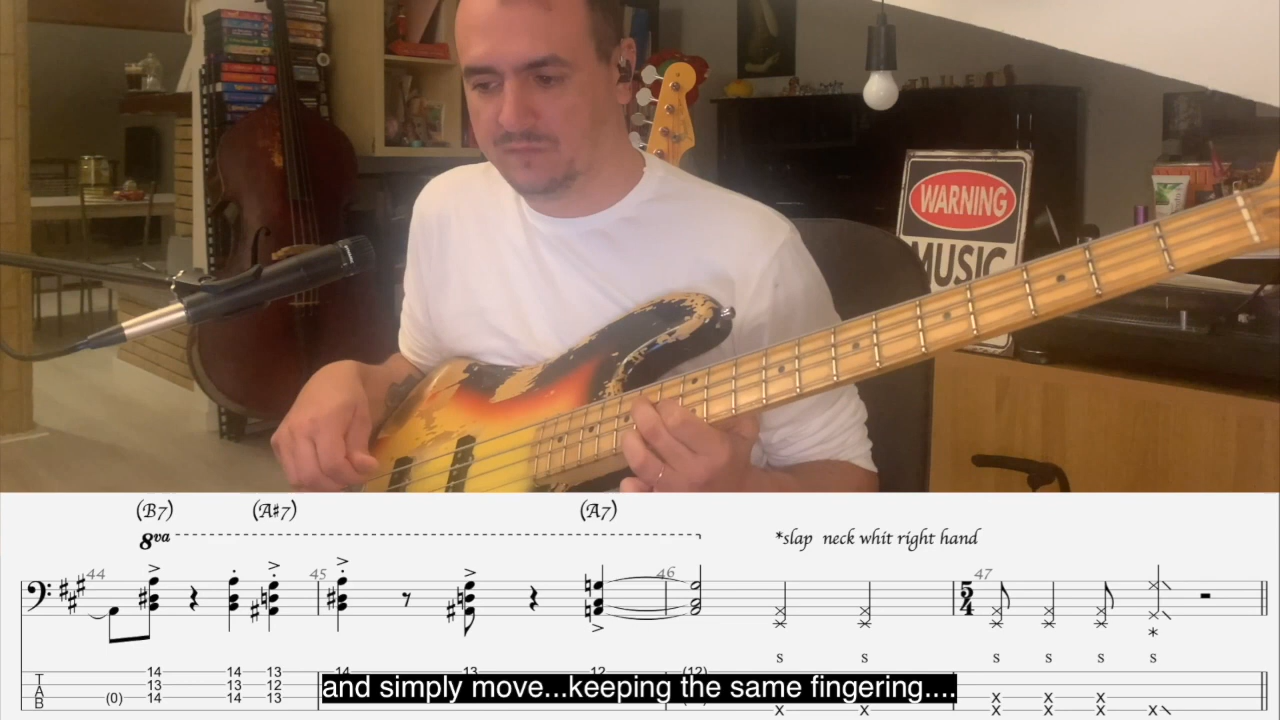 WARNING
MUSIC
(B7) (A#7) (A7)
8va
*slap neck whit right hand
44 45 46 47
5
4
*
s s s s s s
T
A
B
14 14 13 14 13 12 (12)
13 13 12
(0) 14 14 13 X X X
X X X X X X
and simply move...keeping the same fingering....